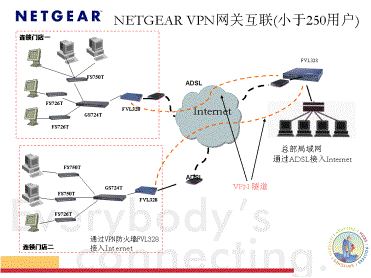 NETGEAR
NETGEAR VPN网关互联(小于250用户)
连接门店一
FS750T
FS726T
FS726T
GS724T
FVL328
ADSL
Internet
FVL328
总部局域网
通过ADSL接入Internet
VPN隧道
FS750T
FS750T
FS726T
GS724T
FVL328
ADSL
连接门店二
通过VPN防火墙FVL328
接入Internet
Everybody's
connecting.